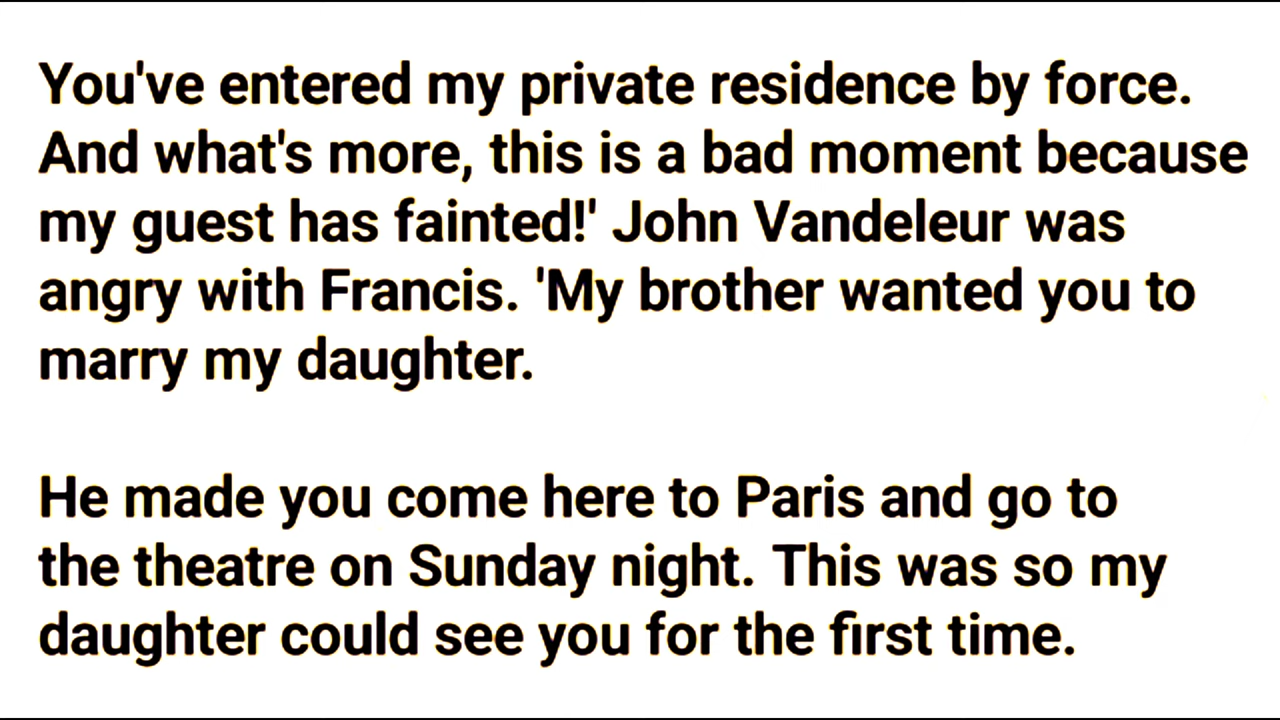 You've entered my private residence by force.
And what's more, this is a bad moment because
my guest has fainted!' John Vandeleur was
angry with Francis. 'My brother wanted you to
marry my daughter.
He made you come here to Paris and go to
the theatre on Sunday night. This was so my
daughter could see you for the first time.